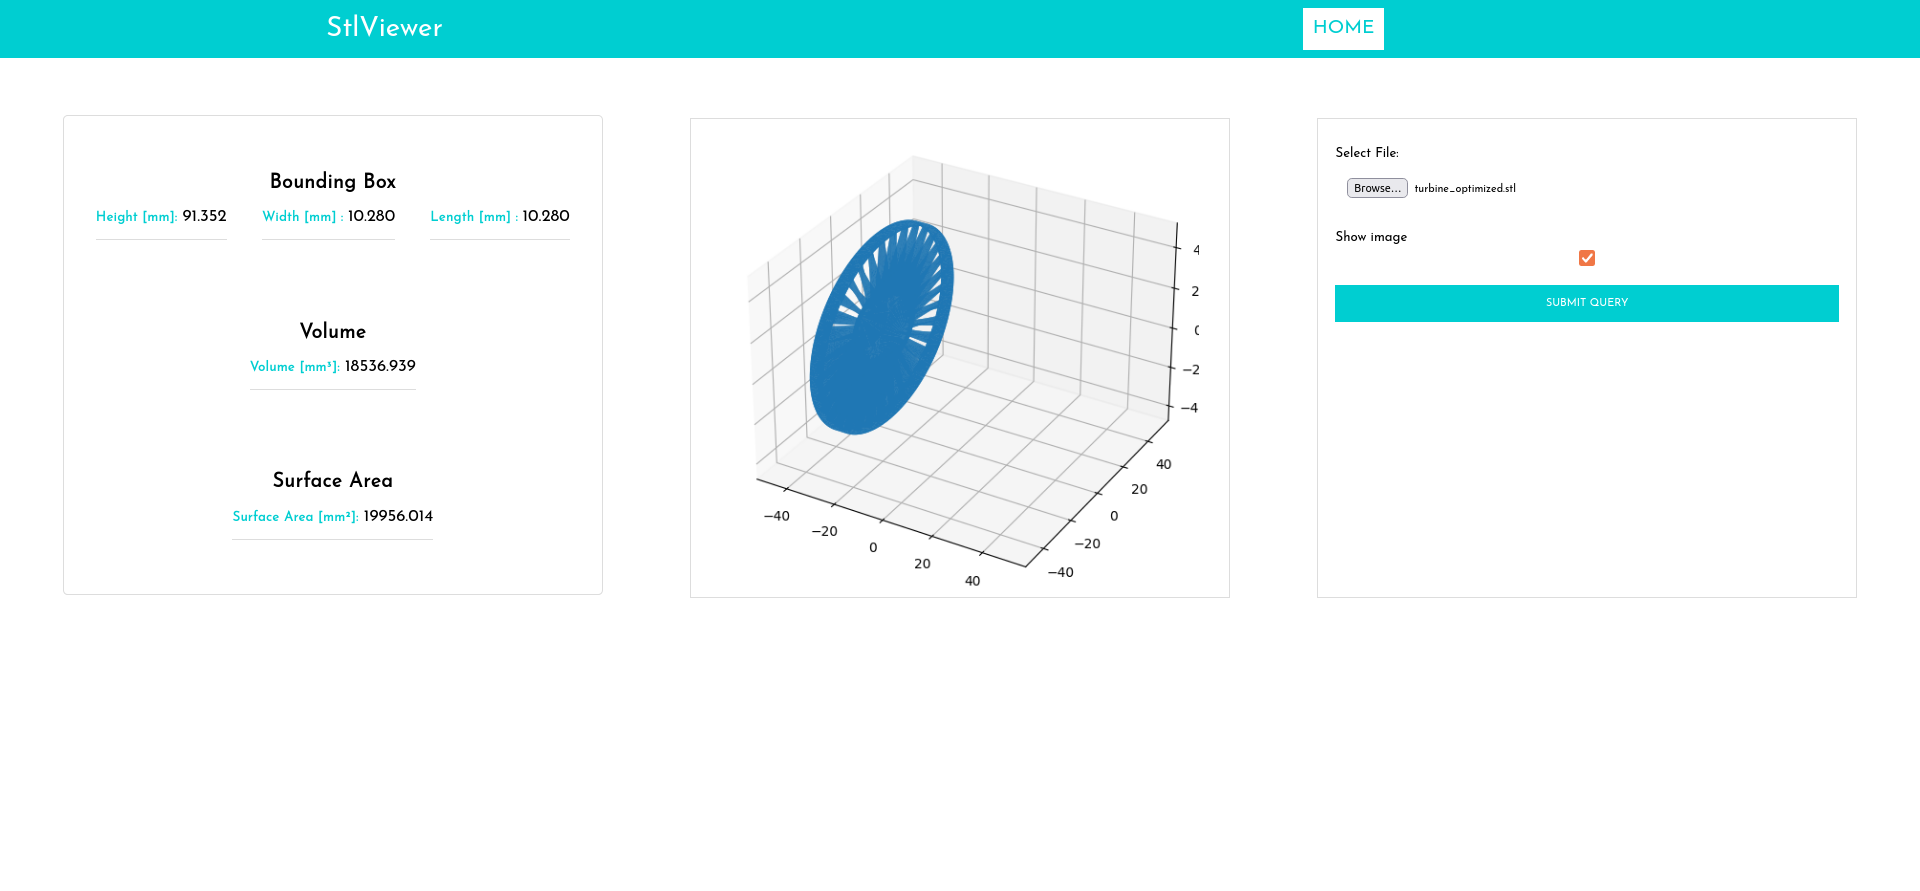 StlViewer
HOME
Bounding Box
Height [mm]: 91.352
Width [mm] : 10.280
Length [mm] : 10.280
Volume
Volume [mm³]: 18536.939
Surface Area
Surface Area [mm²]: 19956.014
4
2
0
−2
−4
40
20
0
−20
−40
−40
−20
0
20
40
Select File:
Browse...
turbine_optimized.stl
Show image
SUBMIT QUERY